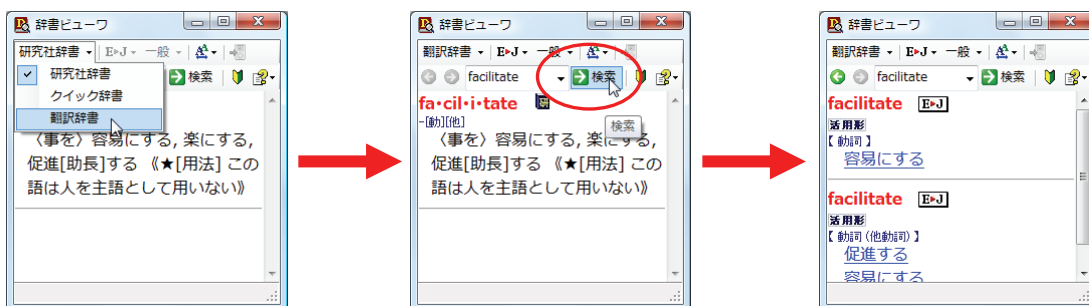 辞書ビューワ
研究社辞書 E▸J 一般 A
研究社辞書 検索
クイック辞書
翻訳辞書
〈事を〉容易にする, 楽にする,
促進[助長]する 《★[用法] この
語は人を主語として用いない》
辞書ビューワ
翻訳辞書 E▸J 一般 A
facilitate 検索
fa・cil・i・tate
-[動][他]
検索
〈事を〉容易にする, 楽にする,
促進[助長]する 《★[用法] この
語は人を主語として用いない》
辞書ビューワ
翻訳辞書 E▸J 一般 A
facilitate 検索
facilitate E▸J
活用形
【 動詞 】
容易にする
facilitate E▸J
活用形
【 動詞 (他動詞) 】
促進する
容易にする